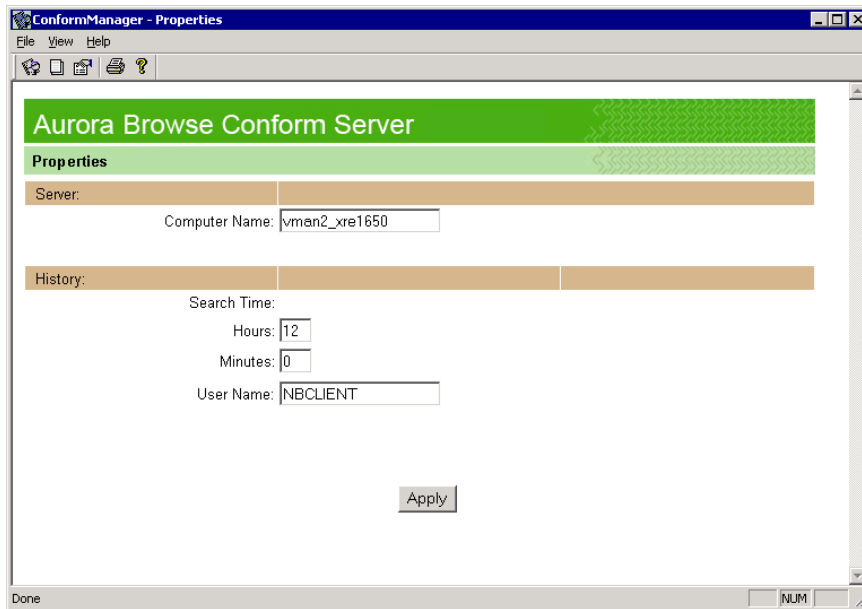 ConformManager - Properties
File View Help
Aurora Browse Conform Server
Properties
Server:
Computer Name: vman2_xre1650
History:
Search Time:
Hours: 12
Minutes: 0
User Name: NBCLIENT
Apply
Done NUM